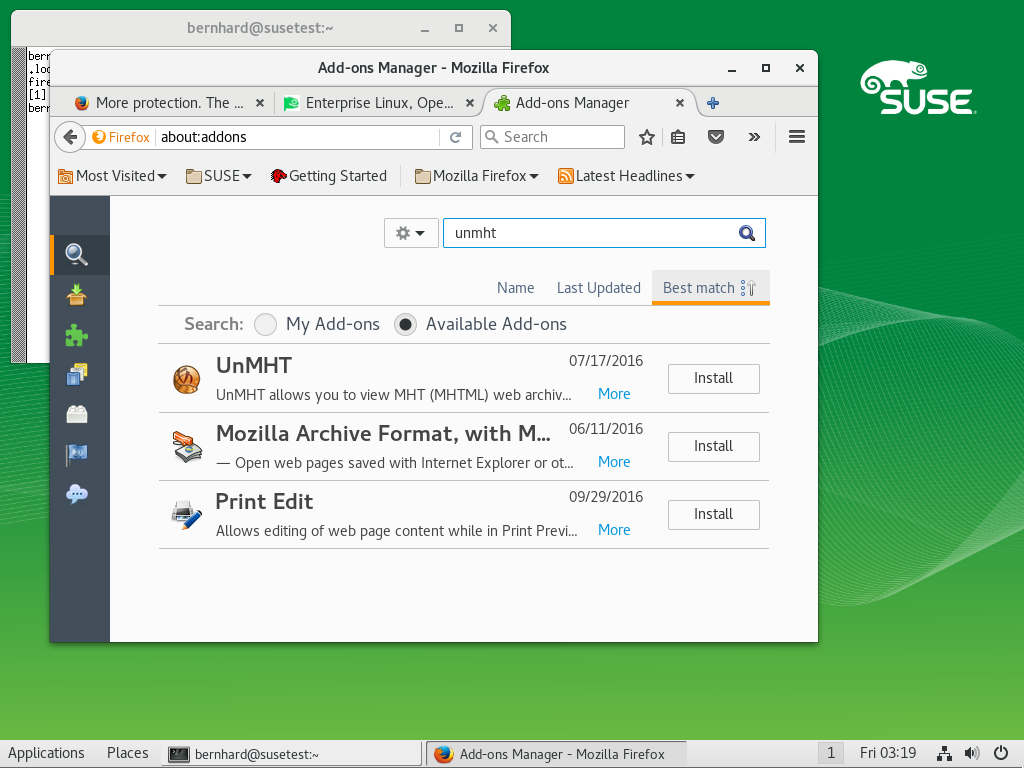 bernhard@susetest:~
bern
.loc
fire
[1]
bern
Add-ons Manager - Mozilla Firefox
More protection. The ...
Enterprise Linux, Ope...
Add-ons Manager
Firefox
about:addons
Search
Most Visited
SUSE
Getting Started
Mozilla Firefox
Latest Headlines
unmht
Name
Last Updated
Best match
Search:
My Add-ons
Available Add-ons
UnMHT
07/17/2016
Install
UnMHT allows you to view MHT (MHTML) web archiv...
More
Mozilla Archive Format, with M...
06/11/2016
Install
— Open web pages saved with Internet Explorer or ot...
More
Print Edit
09/29/2016
Install
Allows editing of web page content while in Print Previ...
More
SUSE
Applications
Places
bernhard@susetest:~
Add-ons Manager - Mozilla Firefox
1
Fri 03:19